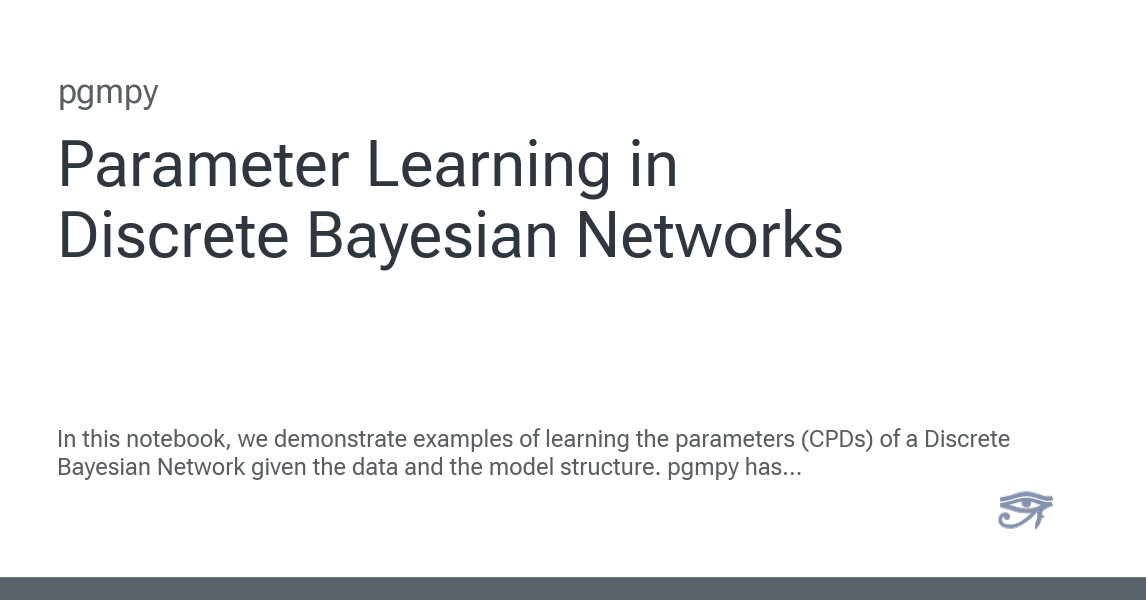 pgmpy
Parameter Learning in
Discrete Bayesian Networks
In this notebook, we demonstrate examples of learning the parameters (CPDs) of a Discrete
Bayesian Network given the data and the model structure. pgmpy has...